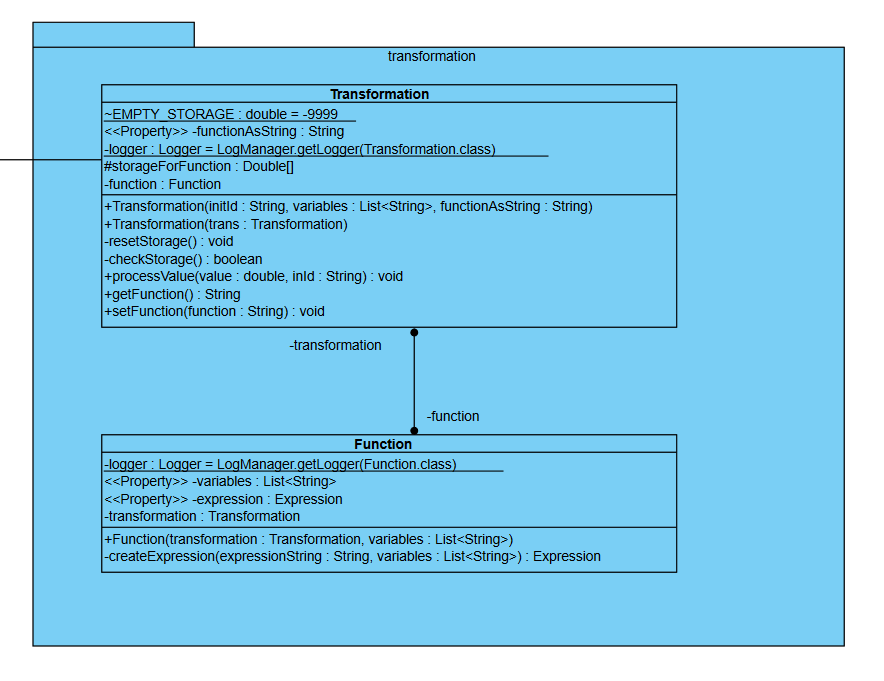 transformation
Transformation
~EMPTY_STORAGE : double = -9999
<<Property>> -functionAsString : String
-logger : Logger = LogManager.getLogger(Transformation.class)
#storageForFunction : Double[]
-function : Function
+Transformation(initId : String, variables : List<String>, functionAsString : String)
+Transformation(trans : Transformation)
-resetStorage() : void
-checkStorage() : boolean
+processValue(value : double, inId : String) : void
+getFunction() : String
+setFunction(function : String) : void
-transformation
-function
Function
-logger : Logger = LogManager.getLogger(Function.class)
<<Property>> -variables : List<String>
<<Property>> -expression : Expression
-transformation : Transformation
+Function(transformation : Transformation, variables : List<String>)
-createExpression(expressionString : String, variables : List<String>) : Expression